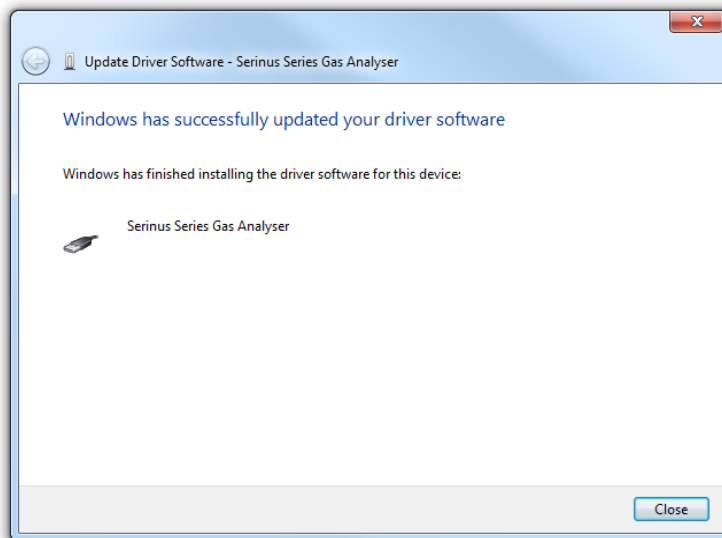 Update Driver Software - Serinus Series Gas Analyser
Windows has successfully updated your driver software
Windows has finished installing the driver software for this device:
Serinus Series Gas Analyser
Close